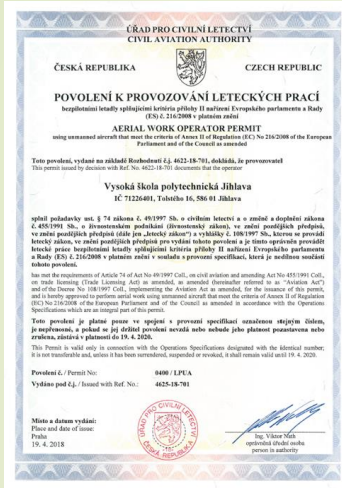 ÚŘAD PRO CIVILNÍ LETECTVÍ
CIVIL AVIATION AUTHORITY
ČESKÁ REPUBLIKA
CZECH REPUBLIC
POVOLENÍ K PROVOZOVÁNÍ LETECKÝCH PRACÍ
bezpilotními letadly splňujícími kritéria přílohy II nařízení Evropského parlamentu a Rady
(ES) č. 216/2008 v platném znění
AERIAL WORK OPERATOR PERMIT
using unmanned aircraft that meet the criteria of Annex II of Regulation (EC) No 216/2008 of the European
Parliament and of the Council as amended
Toto povolení, vydané na základě Rozhodnutí č.j. 4622-18-701, dokládá, že provozovatel
This permit issued by decision with Ref. No. 4622-18-701 documents that the operator
Vysoká škola polytechnická Jihlava
IČ 71226401, Tolstého 16, 586 01 Jihlava
splnil požadavky ust. § 74 zákona č. 49/1997 Sb. o civilním letectví a o změně a doplnění zákona
č. 455/1991 Sb., o živnostenském podnikání (živnostenský zákon), ve znění pozdějších předpisů,
ve znění pozdějších předpisů (dále jen „letecký zákon") a vyhlášky č. 108/1997 Sb., kterou se provádí
letecký zákon, ve znění pozdějších předpisů pro vydání tohoto povolení a je tímto oprávněn provádět
letecké práce bezpilotními letadly splňujícími kritéria přílohy II nařízení Evropského parlamentu
a Rady (ES) č. 216/2008 v platném znění v souladu s provozní specifikací, která je nedílnou součástí
tohoto povolení.
has met the requirements of Article 74 of Act No 49/1997 Coll., on civil aviation and amending Act No 455/1991 Coll.,
on trade licensing (Trade Licensing Act) as amended, as amended (hereinafter referred to as "Aviation Act")
and of the Decree No 108/1997 Coll., implementing the Aviation Act as amended, for the issuance of this permit,
and is hereby approved to perform aerial work using unmanned aircraft that meet the criteria of Annex II of Regulation
(EC) No 216/2008 of the European Parliament and of the Council as amended in accordance with the Operations
Specifications which are an integral part of this permit.
Toto povolení je platné pouze ve spojení s provozní specifikací označenou stejným číslem,
je nepřenosné, a pokud se jej držitel povolení nevzdá nebo nebude jeho platnost pozastavena nebo
zrušena, zůstává v platnosti do 19. 4. 2020.
This Permit is valid only in connection with the Operations Specifications designated with the identical number;
it is not transferable and, unless it has been surrendered, suspended or revoked, it shall remain valid until 19. 4. 2020.
Povolení č. / Permit No: 0400 / LPUA
Vydáno pod č.j. / Issued with Ref. No.: 4625-18-701
Místo a datum vydání:
Place and date of issue:
Praha
19. 4. 2018
ÚŘAD PRO CIVILNÍ LETECTVÍ
ČESKÁ REPUBLIKA
Ing. Viktor Nath
oprávněná úřední osoba
person in authority